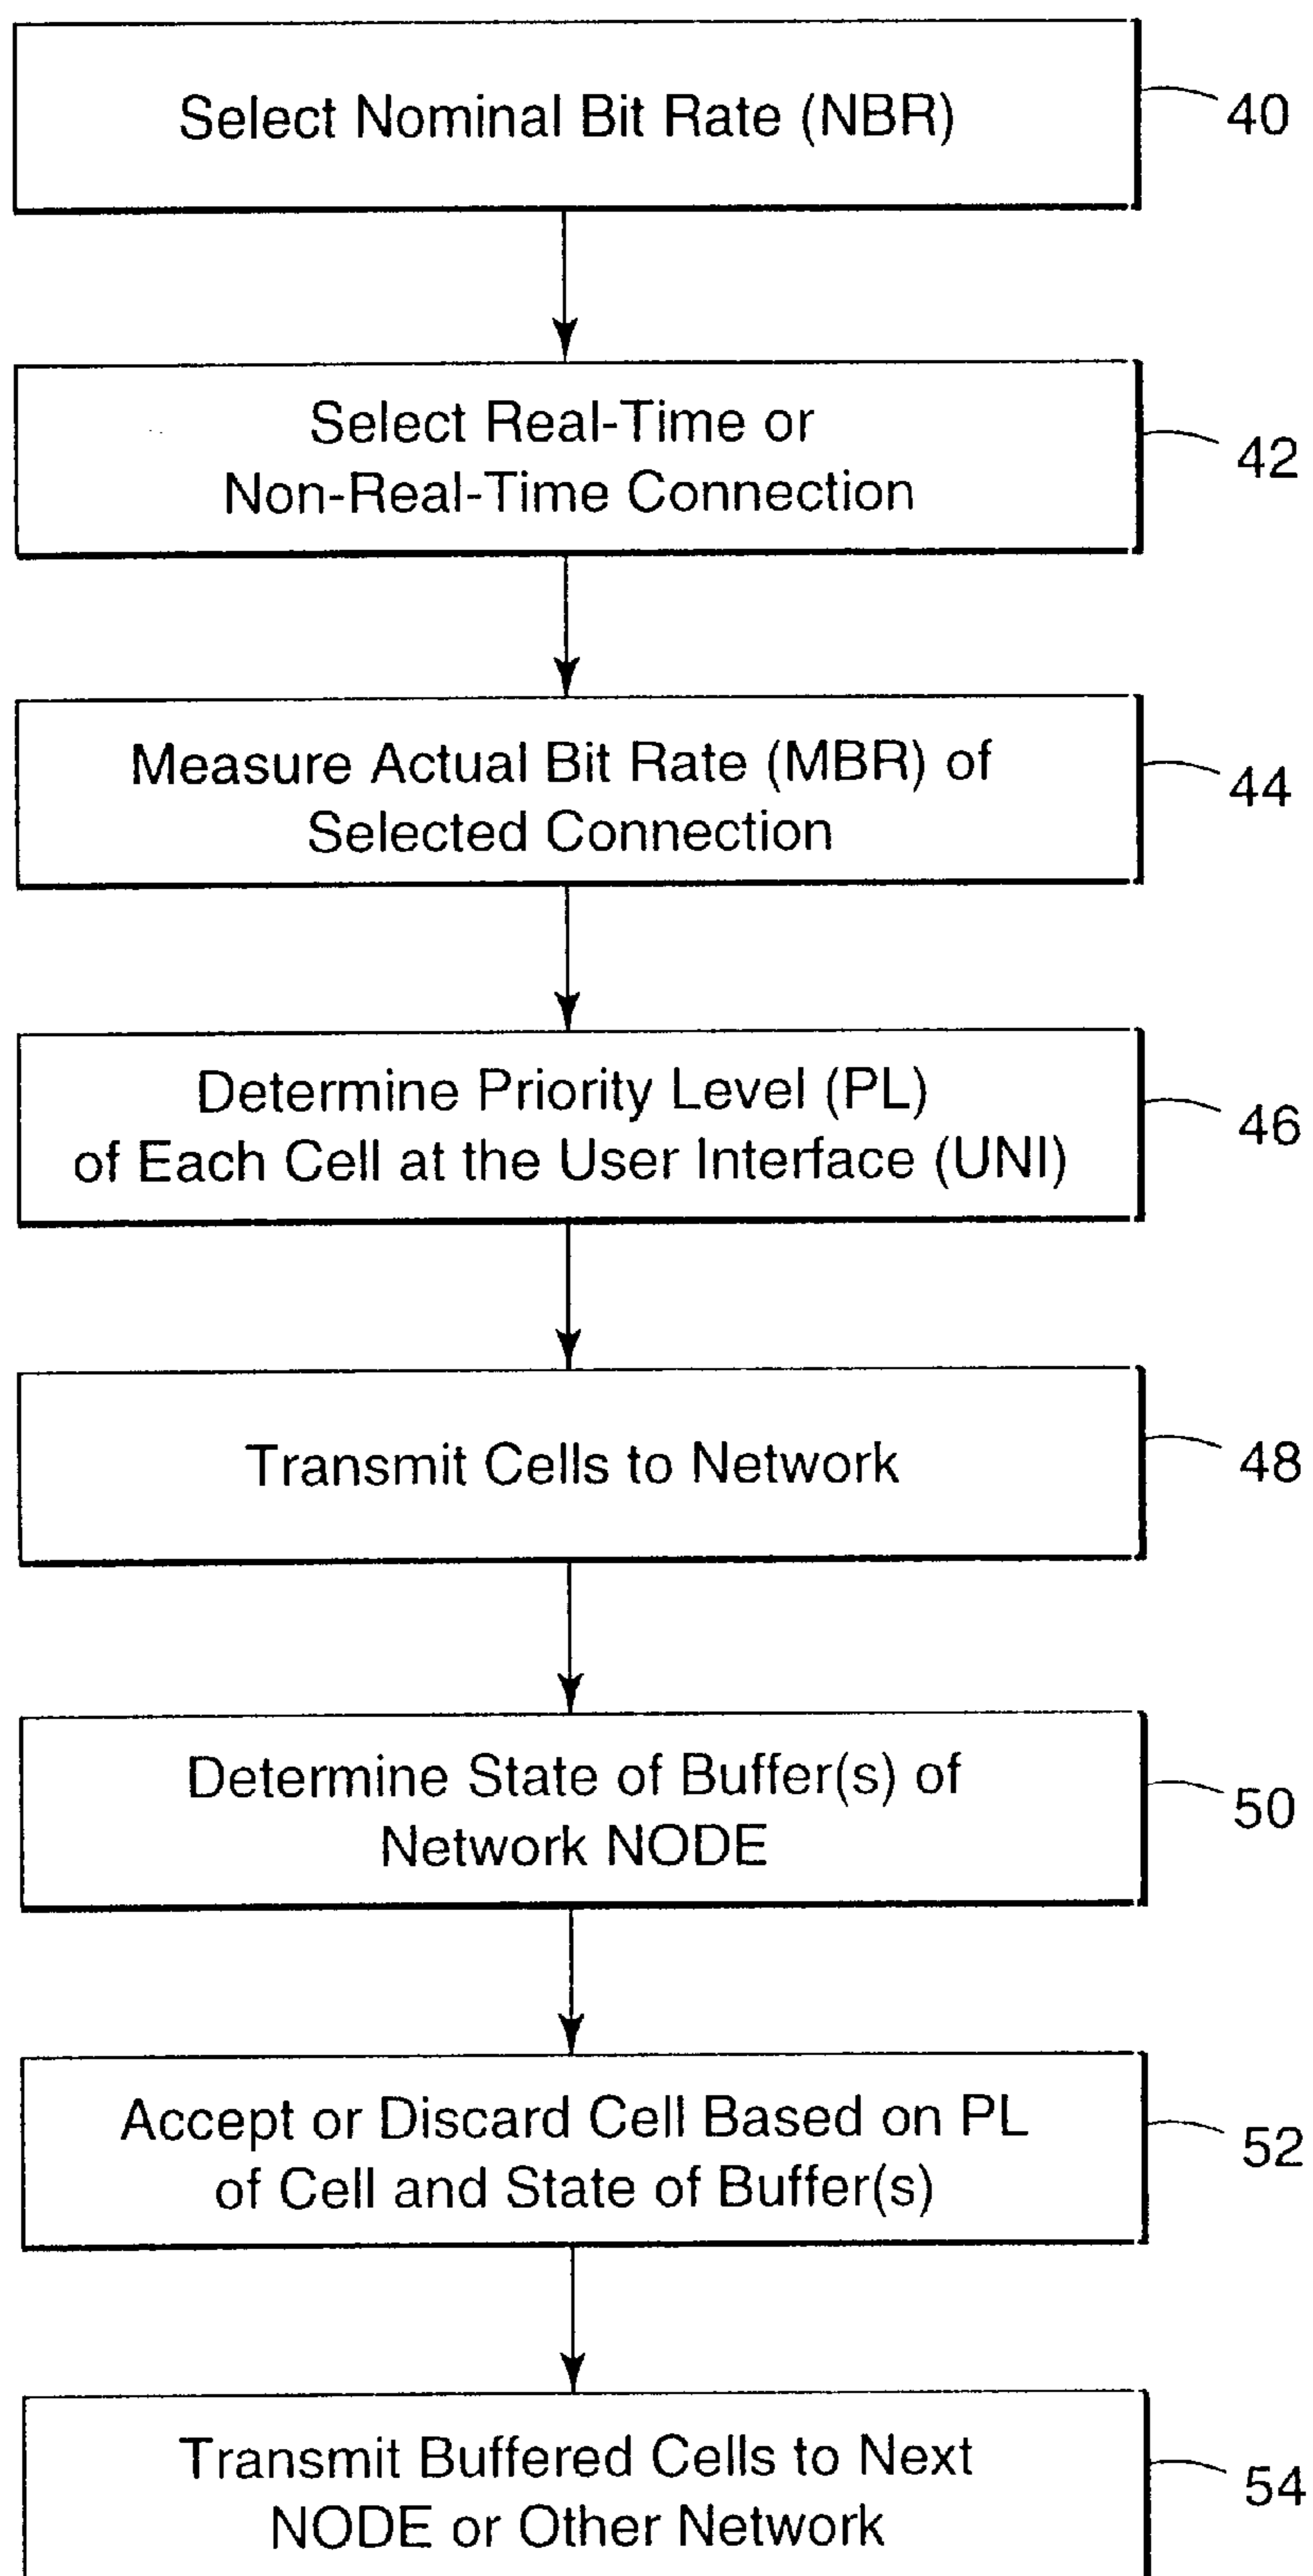 Select Nominal Bit Rate (NBR)
40
Select Real-Time or
Non-Real-Time Connection
42
Measure Actual Bit Rate (MBR) of
Selected Connection
44
Determine Priority Level (PL)
of Each Cell at the User Interface (UNI)
46
Transmit Cells to Network
48
Determine State of Buffer(s) of
Network NODE
50
Accept or Discard Cell Based on PL
of Cell and State of Buffer(s)
52
Transmit Buffered Cells to Next
NODE or Other Network
54